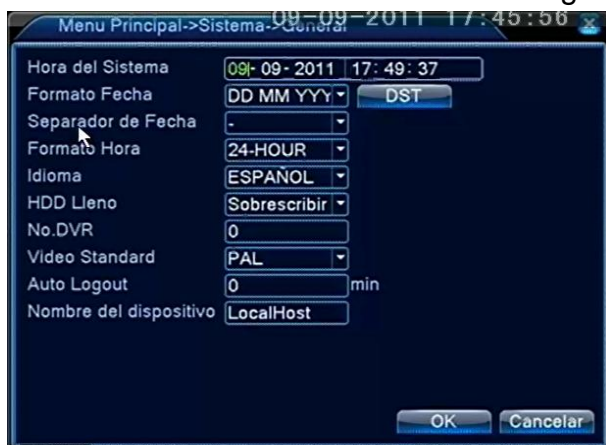 Menu Principal->Sistema->General
09-09-2011 17:45:56
Hora del Sistema 09- 09- 2011 17: 49: 37
Formato Fecha DD MM YYY DST
Separador de Fecha -
Formato Hora 24-HOUR
Idioma ESPAÑOL
HDD Lleno Sobrescribir
No.DVR 0
Video Standard PAL
Auto Logout 0 min
Nombre del dispositivo LocalHost
OK Cancelar